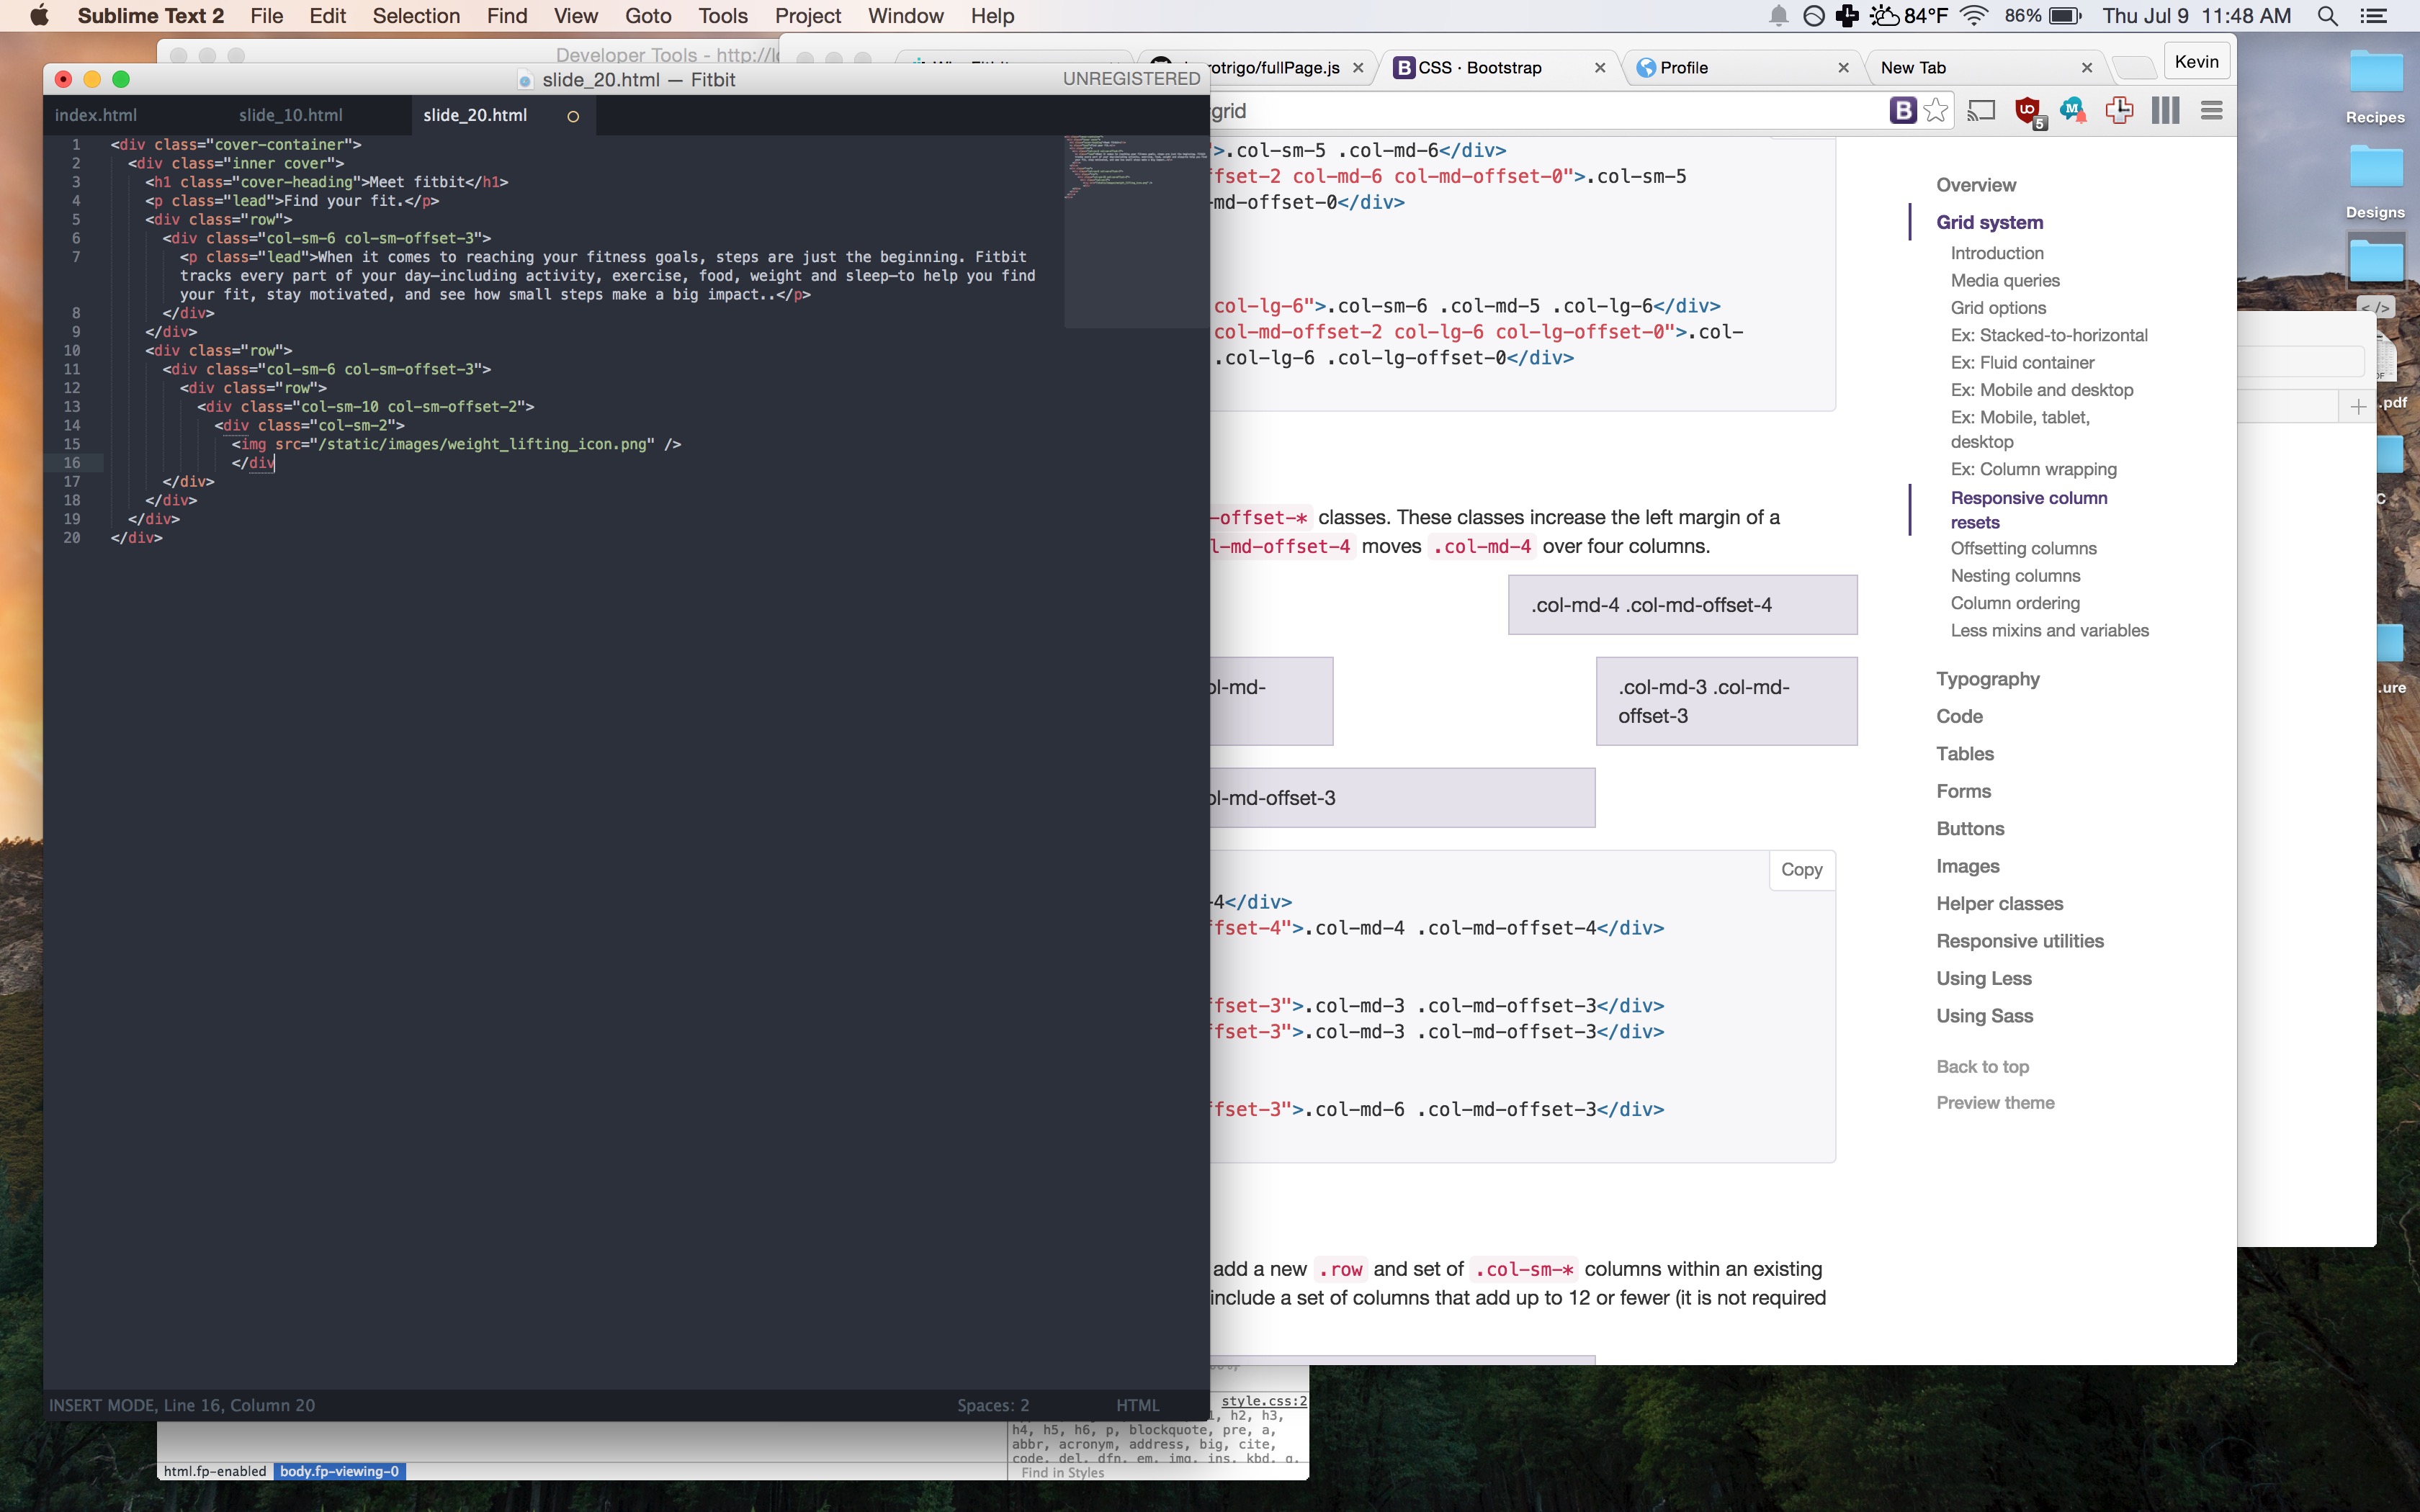 Sublime Text 2 File Edit Selection Find View Goto Tools Project Window Help
84°F 86% Thu Jul 9 11:48 AM
Developer Tools - http://
slide_20.html — Fitbit
UNREGISTERED
index.html
slide_10.html
slide_20.html
1 <div class="cover-container">
2 <div class="inner cover">
3 <h1 class="cover-heading">Meet fitbit</h1>
4 <p class="lead">Find your fit.</p>
5 <div class="row">
6 <div class="col-sm-6 col-sm-offset-3">
7 <p class="lead">When it comes to reaching your fitness goals, steps are just the beginning. Fitbit
tracks every part of your day—including activity, exercise, food, weight and sleep—to help you find
your fit, stay motivated, and see how small steps make a big impact..</p>
8 </div>
9 </div>
10 <div class="row">
11 <div class="col-sm-6 col-sm-offset-3">
12 <div class="row">
13 <div class="col-sm-10 col-sm-offset-2">
14 <div class="col-sm-2">
15 <img src="/static/images/weight_lifting_icon.png" />
16 </div
17 </div>
18 </div>
19 </div>
20 </div>
INSERT MODE, Line 16, Column 20
Spaces: 2
HTML
otrigo/fullPage.js
CSS · Bootstrap
Profile
New Tab
Kevin
grid
5
">.col-sm-5 .col-md-6</div>
ffset-2 col-md-6 col-md-offset-0">.col-sm-5
-md-offset-0</div>
col-lg-6">.col-sm-6 .col-md-5 .col-lg-6</div>
col-md-offset-2 col-lg-6 col-lg-offset-0">.col-
.col-lg-6 .col-lg-offset-0</div>
-offset-* classes. These classes increase the left margin of a
l-md-offset-4 moves .col-md-4 over four columns.
.col-md-4 .col-md-offset-4
ol-md-
.col-md-3 .col-md-
offset-3
ol-md-offset-3
Copy
-4</div>
ffset-4">.col-md-4 .col-md-offset-4</div>
ffset-3">.col-md-3 .col-md-offset-3</div>
ffset-3">.col-md-3 .col-md-offset-3</div>
ffset-3">.col-md-6 .col-md-offset-3</div>
add a new .row and set of .col-sm-* columns within an existing
include a set of columns that add up to 12 or fewer (it is not required
Overview
Grid system
Introduction
Media queries
Grid options
Ex: Stacked-to-horizontal
Ex: Fluid container
Ex: Mobile and desktop
Ex: Mobile, tablet,
desktop
Ex: Column wrapping
Responsive column
resets
Offsetting columns
Nesting columns
Column ordering
Less mixins and variables
Typography
Code
Tables
Forms
Buttons
Images
Helper classes
Responsive utilities
Using Less
Using Sass
Back to top
Preview theme
Recipes
Designs
</>
.pdf
.ure
style.css:2
1, h2, h3,
h4, h5, h6, p, blockquote, pre, a,
abbr, acronym, address, big, cite,
code, del, dfn, em, img, ins, kbd, q,
Find in Styles
html.fp-enabled body.fp-viewing-0